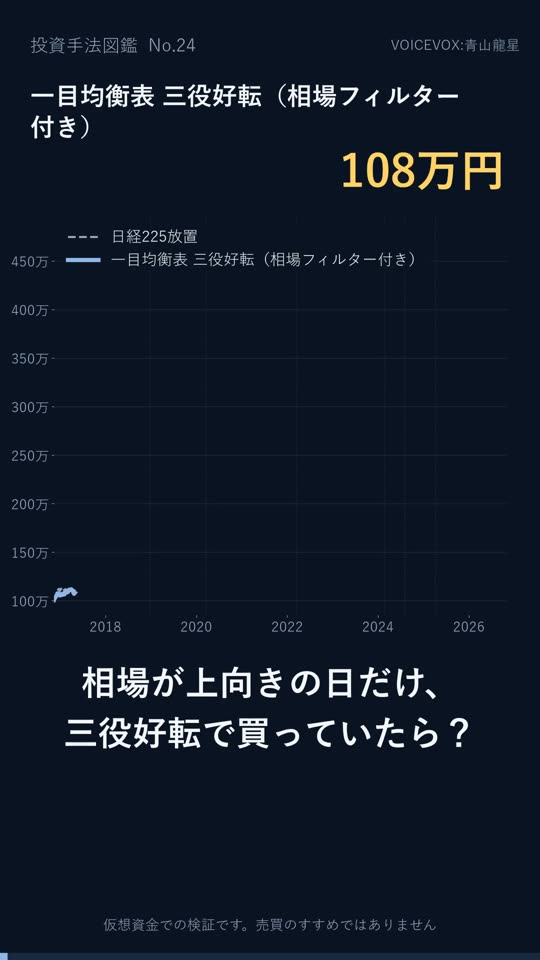 投資手法図鑑 No.24
VOICEVOX:青山龍星
一目均衡表 三役好転（相場フィルター
付き）
108万円
日経225放置
一目均衡表 三役好転（相場フィルター付き）
450万
400万
350万
300万
250万
200万
150万
100万
2018 2020 2022 2024 2026
相場が上向きの日だけ、
三役好転で買っていたら？
仮想資金での検証です。売買のすすめではありません